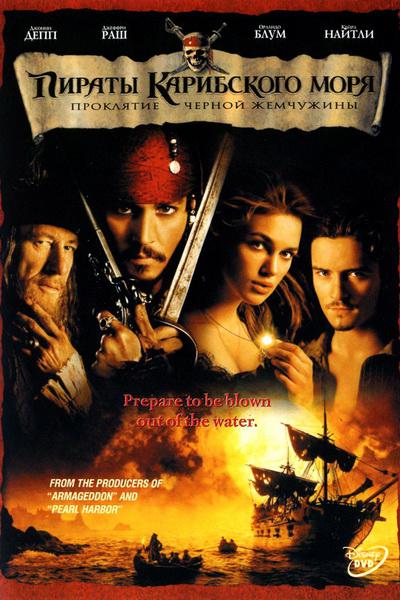 ДЖОННИ ДЖЕФФРИ ОРЛАНДО КИРА
ДЕПП РАШ БЛУМ НАЙТЛИ
ПИРАТЫ КАРИБСКОГО МОРЯ
ПРОКЛЯТИЕ ЧЕРНОЙ ЖЕМЧУЖИНЫ
Prepare to be blown
out of the water.
FROM THE PRODUCERS OF
"ARMAGEDDON" AND
"PEARL HARBOR"
Disney
DVD